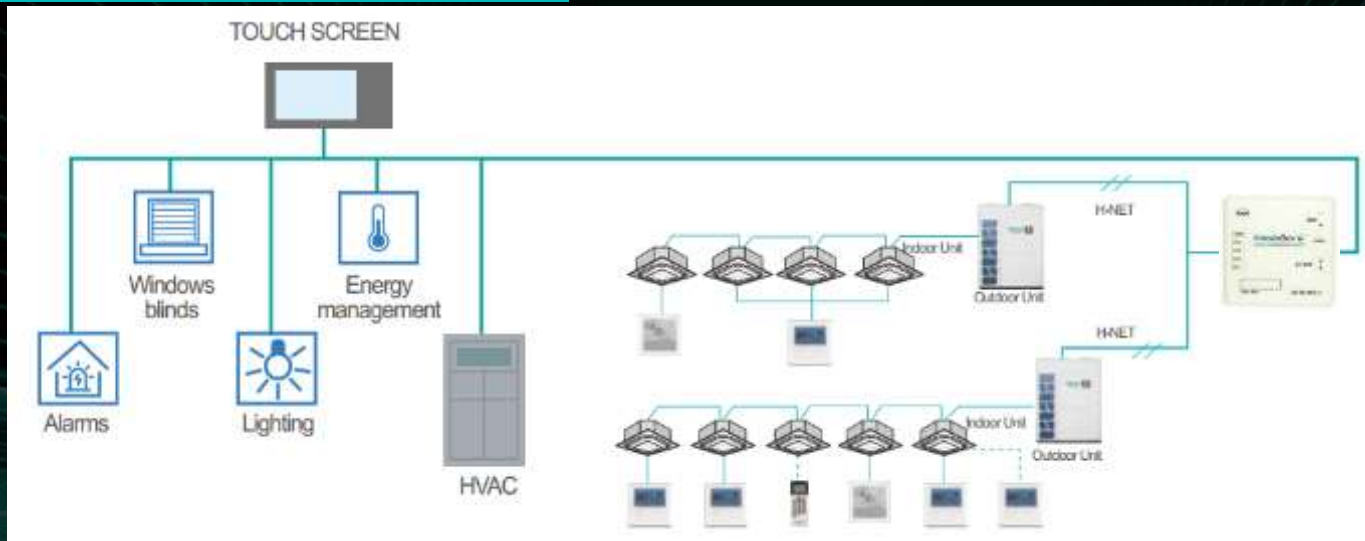 TOUCH SCREEN
H-NET
Indoor Unit
Outdoor Unit
Windows
blinds
Energy
management
H-NET
Alarms
Lighting
HVAC
Indoor Unit
Outdoor Unit